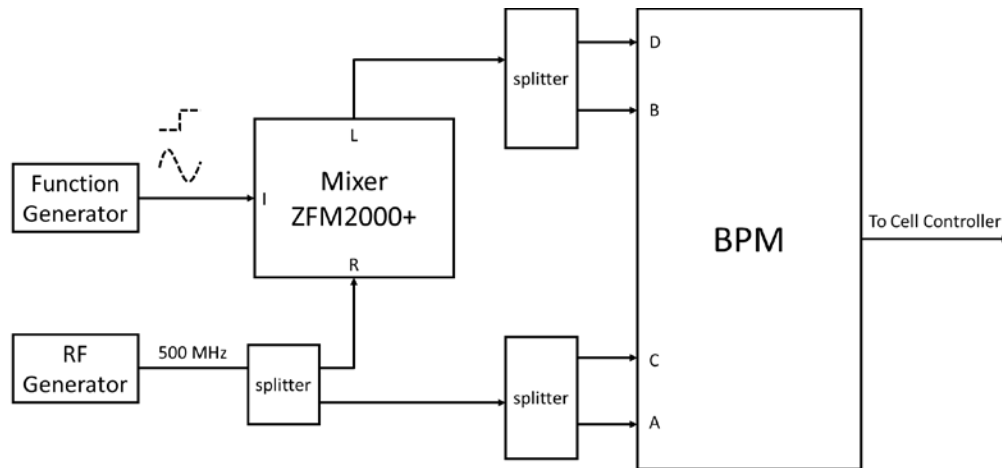 D
splitter
B
L
Function
Generator
I
Mixer
ZFM2000+
R
BPM
To Cell Controller
RF
Generator
500 MHz
splitter
splitter
C
A